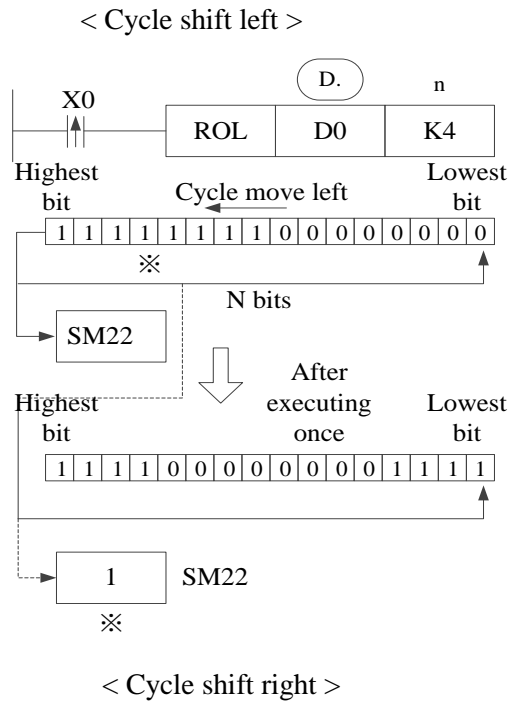 < Cycle shift left >
D.
n
X0
ROL D0 K4
Highest bit
Lowest bit
Cycle move left
1 1 1 1 1 1 1 1 0 0 0 0 0 0 0 0
※
N bits
SM22
After executing once
Highest bit
Lowest bit
1 1 1 1 0 0 0 0 0 0 0 0 1 1 1 1
1 SM22
※
< Cycle shift right >